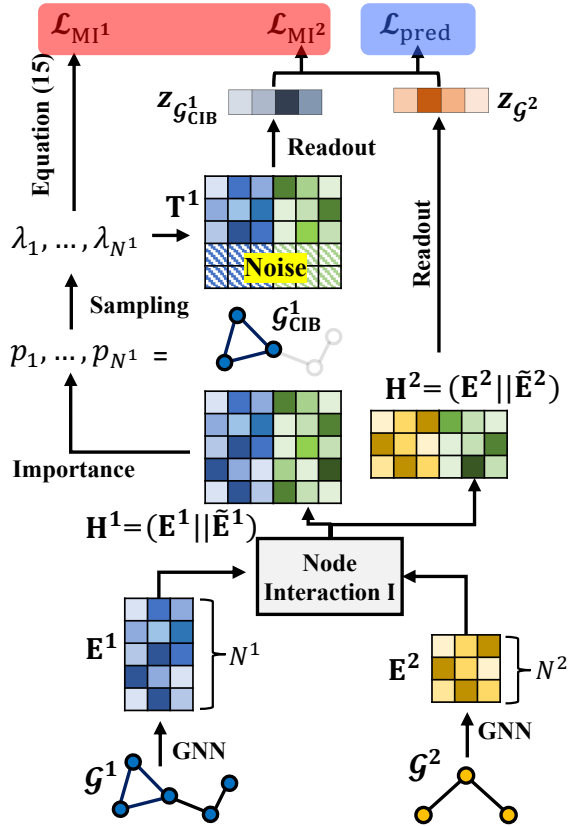 𝓛_MI¹ 𝓛_MI² 𝓛_pred
Equation (15)
z_𝒢¹_CIB
z_𝒢²
Readout
T¹
λ₁, …, λ_N¹
Noise
Readout
Sampling
𝒢¹_CIB
p₁, …, p_N¹ =
H² = (E² || Ẽ²)
Importance
H¹ = (E¹ || Ẽ¹)
Node
Interaction I
E¹
N¹
E²
N²
GNN
GNN
𝒢¹
𝒢²